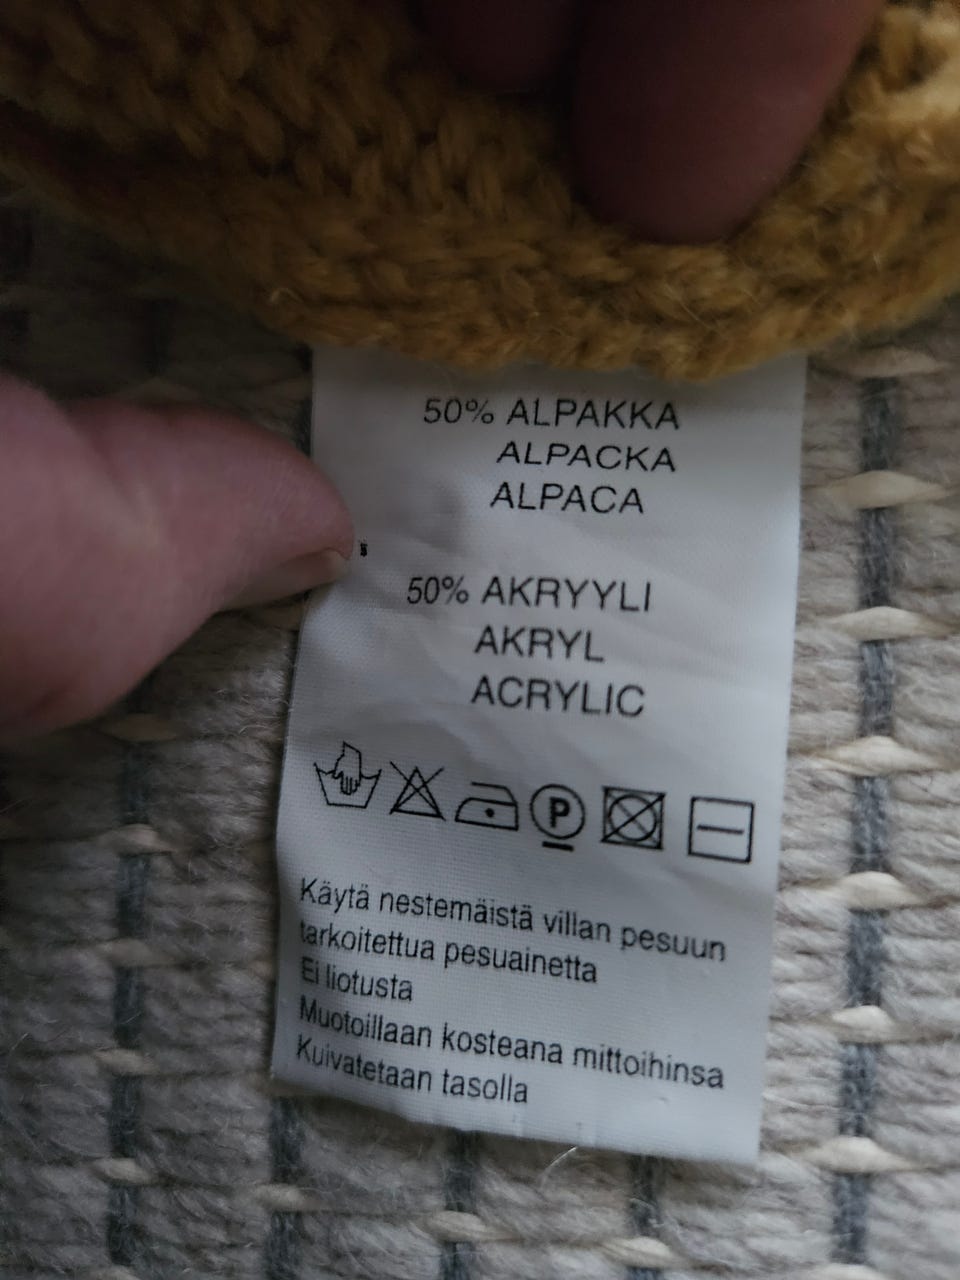 50% ALPAKKA
ALPACKA
ALPACA
50% AKRYYLI
AKRYL
ACRYLIC
P
Käytä nestemäistä villan pesuun
tarkoitettua pesuainetta
Ei liotusta
Muotoillaan kosteana mittoihinsa
Kuivatetaan tasolla